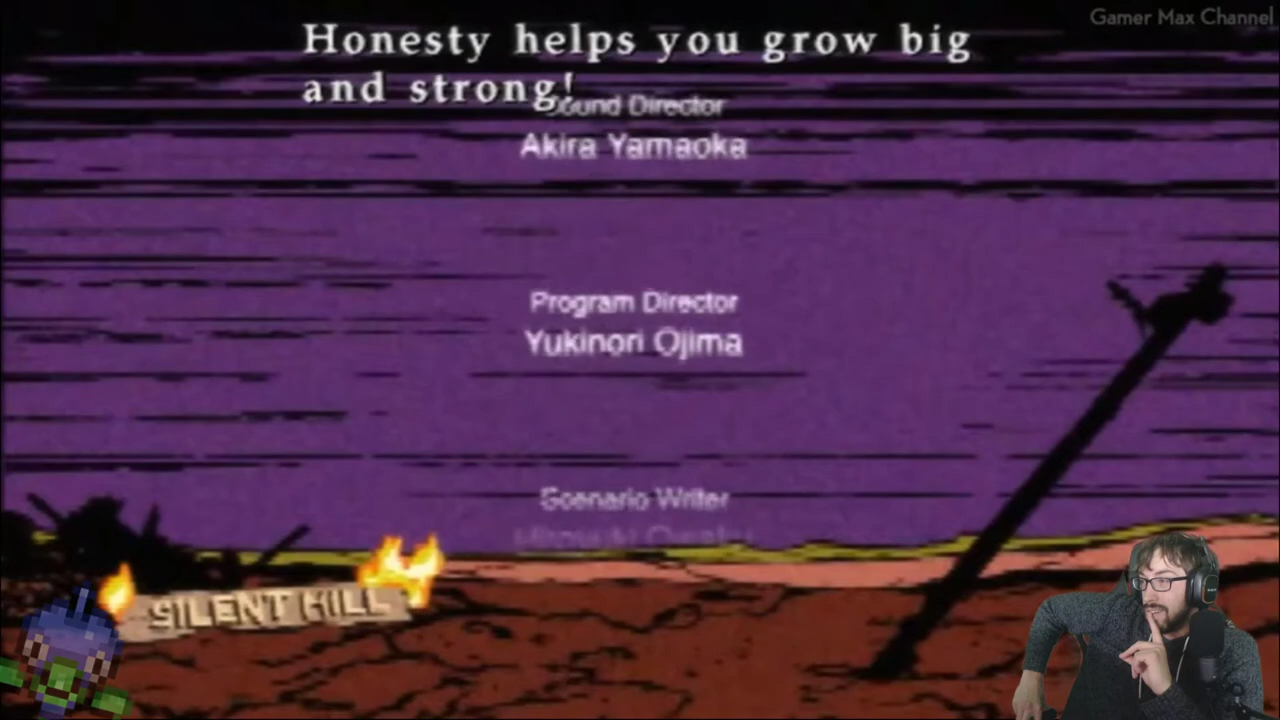 Gamer Max Channel
Honesty helps you grow big
and strong!
Sound Director
Akira Yamaoka
Program Director
Yukinori Ojima
Scenario Writer
SILENT HILL